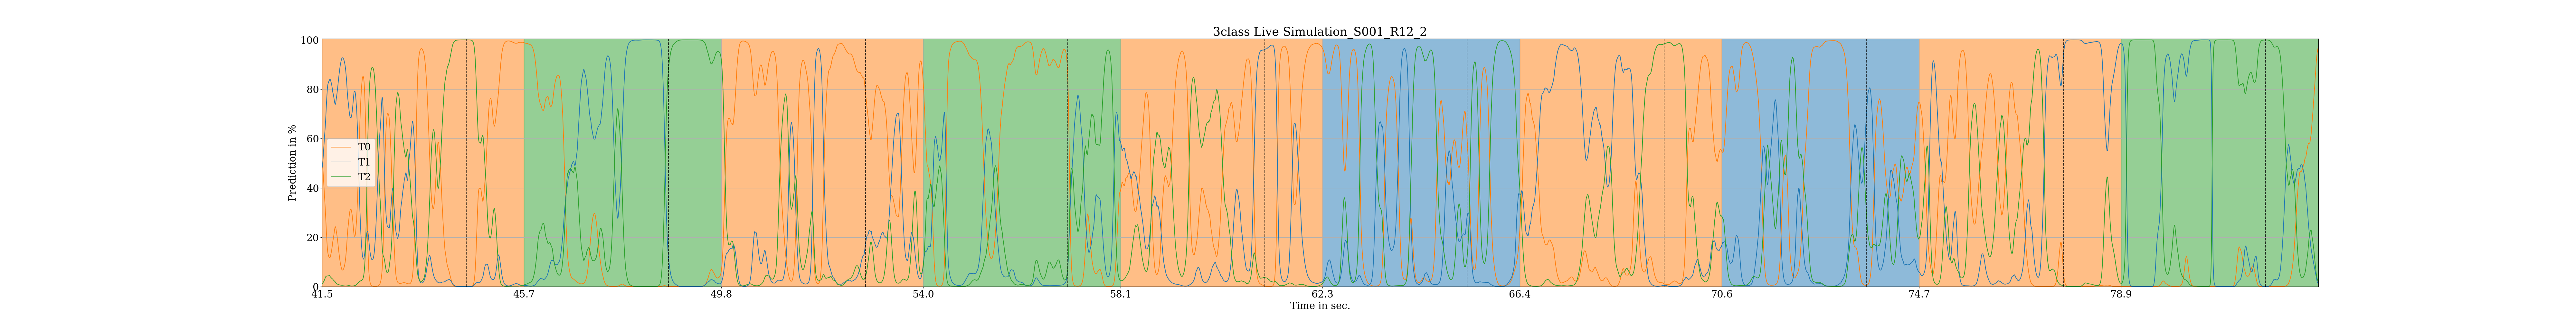 3class Live Simulation_S001_R12_2
100
80
60
40
20
0
Prediction in %
T0
T1
T2
41.5 45.7 49.8 54.0 58.1 62.3 66.4 70.6 74.7 78.9
Time in sec.